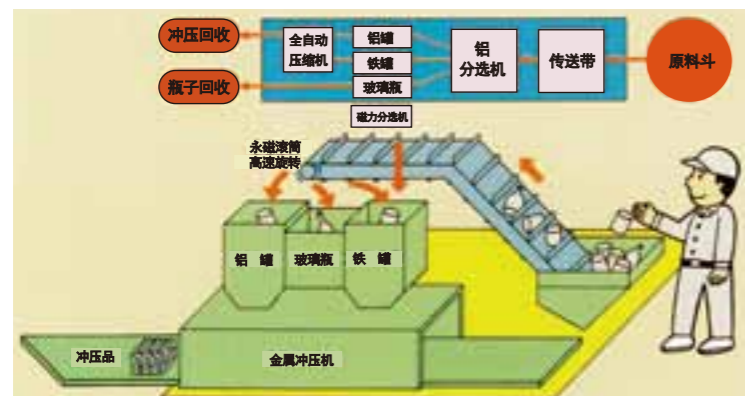 冲压回收
全自动
压缩机
铝罐
铁罐
玻璃瓶
铝
分选机
传送带
原料斗
瓶子回收
磁力分选机
永磁滚筒
高速旋转
铝 罐
玻璃瓶
铁 罐
冲压品
金属冲压机